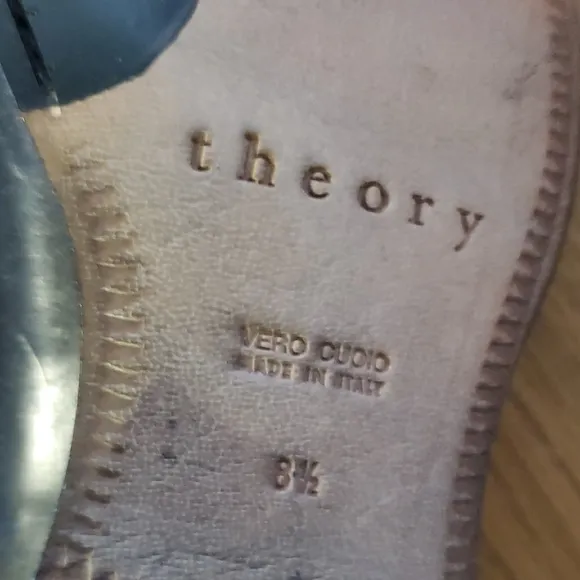 theory
VERO CUOIO
MADE IN ITALY
8½